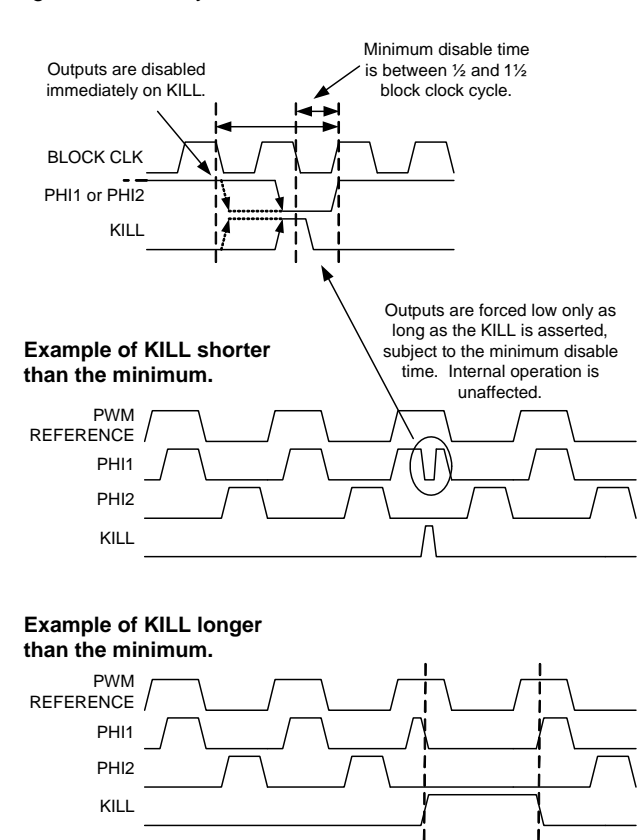 Minimum disable time
is between ½ and 1½
block clock cycle.
Outputs are disabled
immediately on KILL.
BLOCK CLK
PHI1 or PHI2
KILL
Outputs are forced low only as
long as the KILL is asserted,
subject to the minimum disable
time. Internal operation is
unaffected.
Example of KILL shorter
than the minimum.
PWM
REFERENCE
PHI1
PHI2
KILL
Example of KILL longer
than the minimum.
PWM
REFERENCE
PHI1
PHI2
KILL